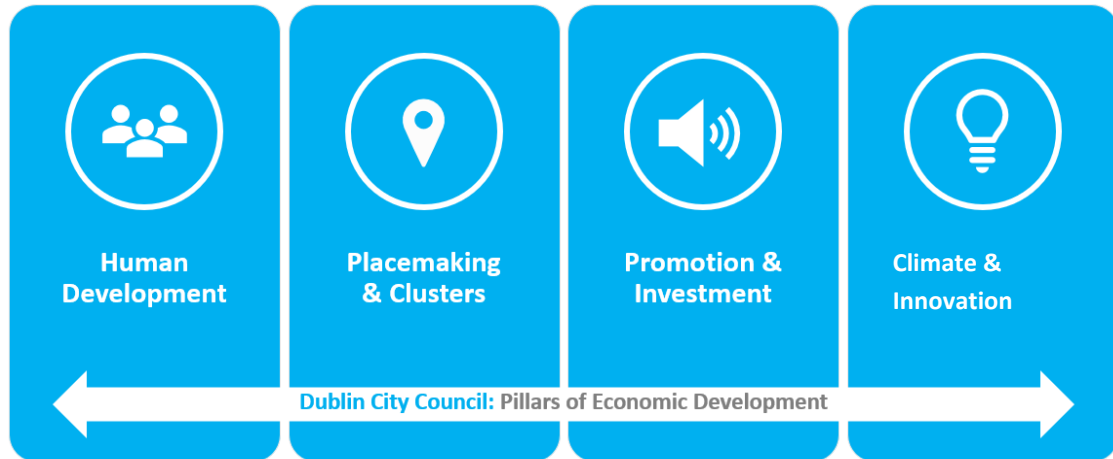 Human
Development
Placemaking
& Clusters
Promotion &
Investment
Climate &
Innovation
Dublin City Council: Pillars of Economic Development